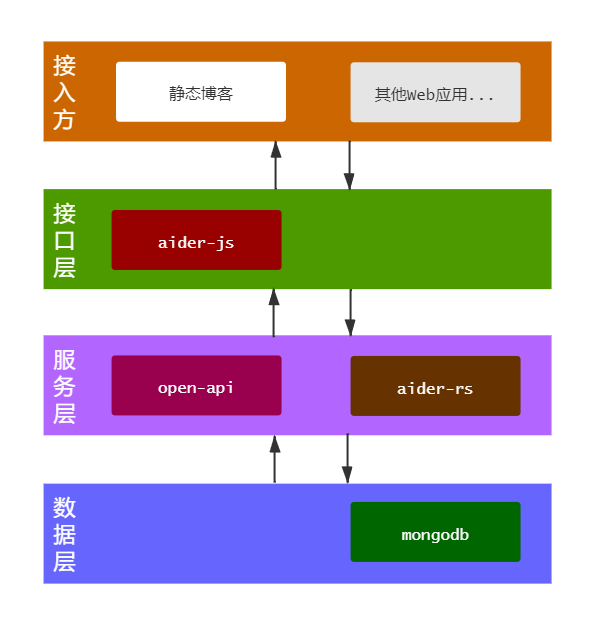 接入方
静态博客
其他Web应用...
接口层
aider-js
服务层
open-api
aider-rs
数据层
mongodb